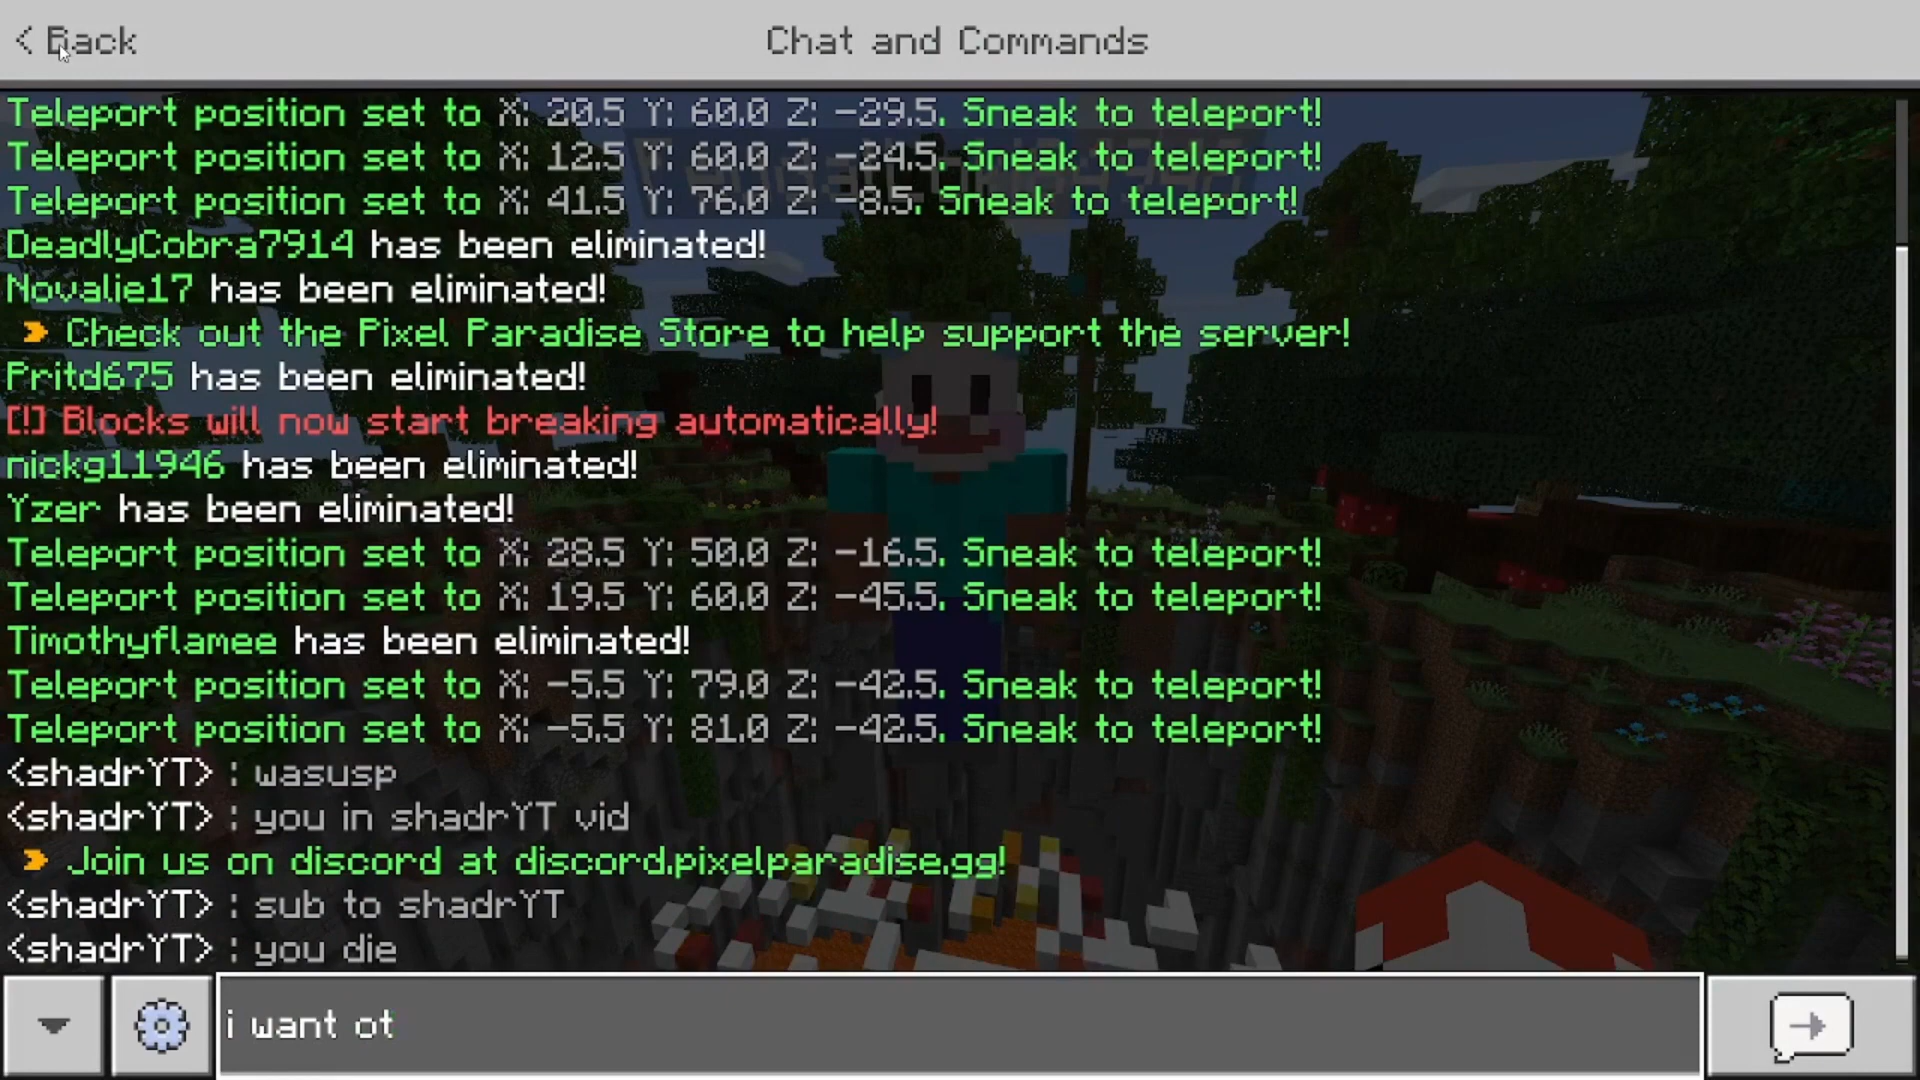 < Back
Chat and Commands
Teleport position set to X: 20.5 Y: 60.0 Z: -29.5. Sneak to teleport!
Teleport position set to X: 12.5 Y: 60.0 Z: -24.5. Sneak to teleport!
Teleport position set to X: 41.5 Y: 76.0 Z: -8.5. Sneak to teleport!
DeadlyCobra7914 has been eliminated!
Novalie17 has been eliminated!
Check out the Pixel Paradise Store to help support the server!
Pritd675 has been eliminated!
[!] Blocks will now start breaking automatically!
nickg11946 has been eliminated!
Yzer has been eliminated!
Teleport position set to X: 28.5 Y: 50.0 Z: -16.5. Sneak to teleport!
Teleport position set to X: 19.5 Y: 60.0 Z: -45.5. Sneak to teleport!
Timothyflamee has been eliminated!
Teleport position set to X: -5.5 Y: 79.0 Z: -42.5. Sneak to teleport!
Teleport position set to X: -5.5 Y: 81.0 Z: -42.5. Sneak to teleport!
<shadrYT> : wasusp
<shadrYT> : you in shadrYT vid
Join us on discord at discord.pixelparadise.gg!
<shadrYT> : sub to shadrYT
<shadrYT> : you die
i want ot